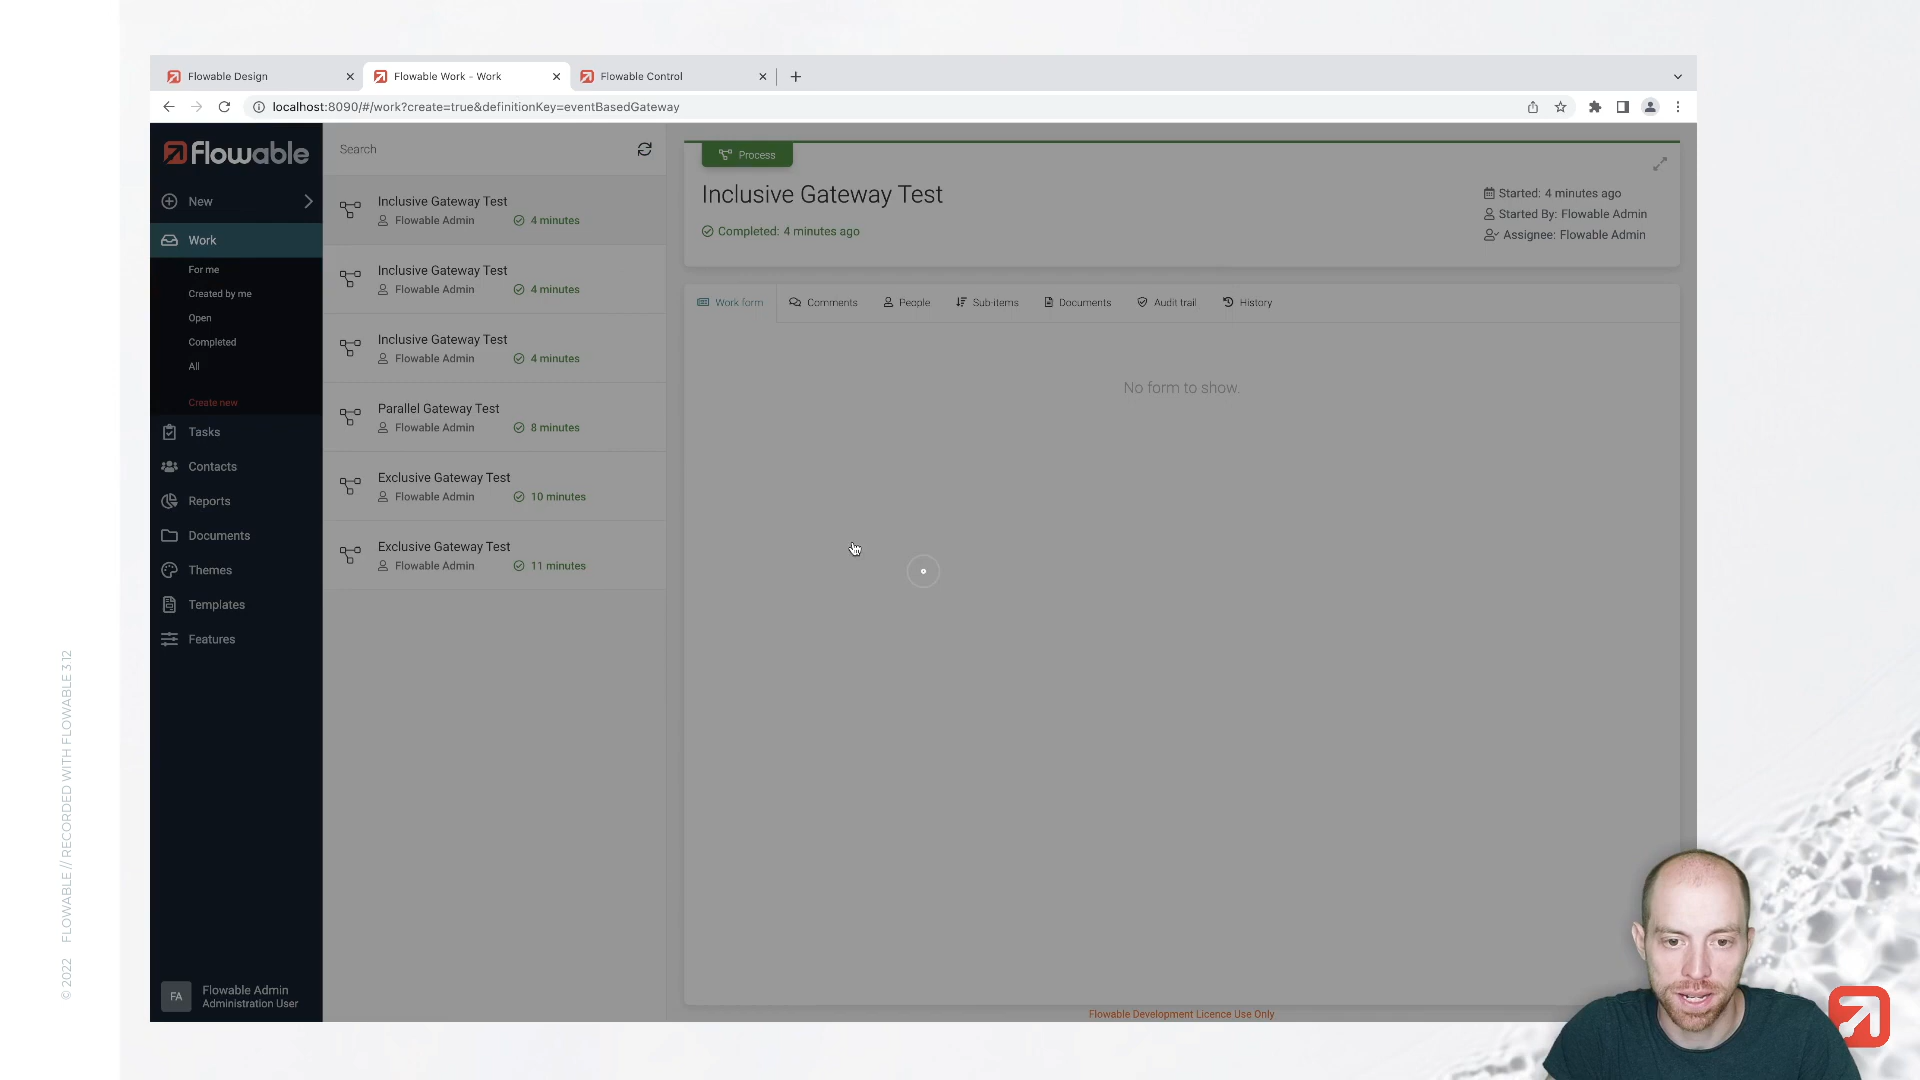 Flowable Design
Flowable Work - Work
Flowable Control
localhost:8090/#/work?create=true&definitionKey=eventBasedGateway
Flowable
New
Work
For me
Created by me
Open
Completed
All
Create new
Tasks
Contacts
Reports
Documents
Themes
Templates
Features
FA
Flowable Admin
Administration User
Search
Inclusive Gateway Test
Flowable Admin 4 minutes
Inclusive Gateway Test
Flowable Admin 4 minutes
Inclusive Gateway Test
Flowable Admin 4 minutes
Parallel Gateway Test
Flowable Admin 8 minutes
Exclusive Gateway Test
Flowable Admin 10 minutes
Exclusive Gateway Test
Flowable Admin 11 minutes
Process
Inclusive Gateway Test
Completed: 4 minutes ago
Started: 4 minutes ago
Started By: Flowable Admin
Assignee: Flowable Admin
Work form Comments People Sub-items Documents Audit trail History
No form to show.
Flowable Development Licence Use Only
© 2022 FLOWABLE // RECORDED WITH FLOWABLE 3.12